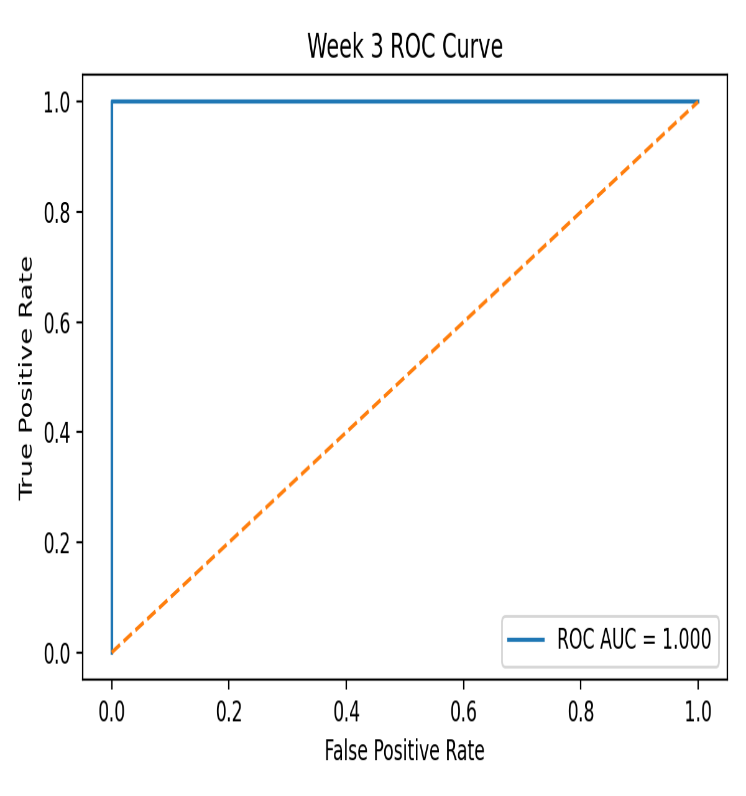 Week 3 ROC Curve
True Positive Rate
1.0
0.8
0.6
0.4
0.2
0.0
ROC AUC = 1.000
0.0 0.2 0.4 0.6 0.8 1.0
False Positive Rate